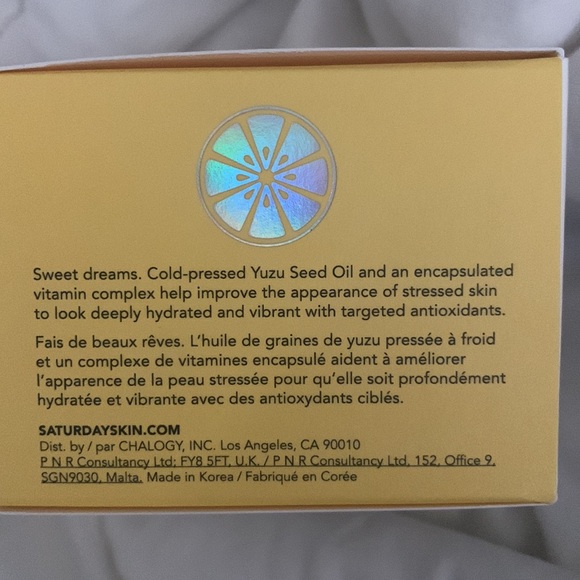 Sweet dreams. Cold-pressed Yuzu Seed Oil and an encapsulated
vitamin complex help improve the appearance of stressed skin
to look deeply hydrated and vibrant with targeted antioxidants.
Fais de beaux rêves. L’huile de graines de yuzu pressée à froid
et un complexe de vitamines encapsulé aident à améliorer
l’apparence de la peau stressée pour qu’elle soit profondément
hydratée et vibrante avec des antioxydants ciblés.
SATURDAYSKIN.COM
Dist. by / par CHALOGY, INC. Los Angeles, CA 90010
P N R Consultancy Ltd; FY8 5FT, U.K. / P N R Consultancy Ltd, 152, Office 9,
SGN9030, Malta. Made in Korea / Fabriqué en Corée